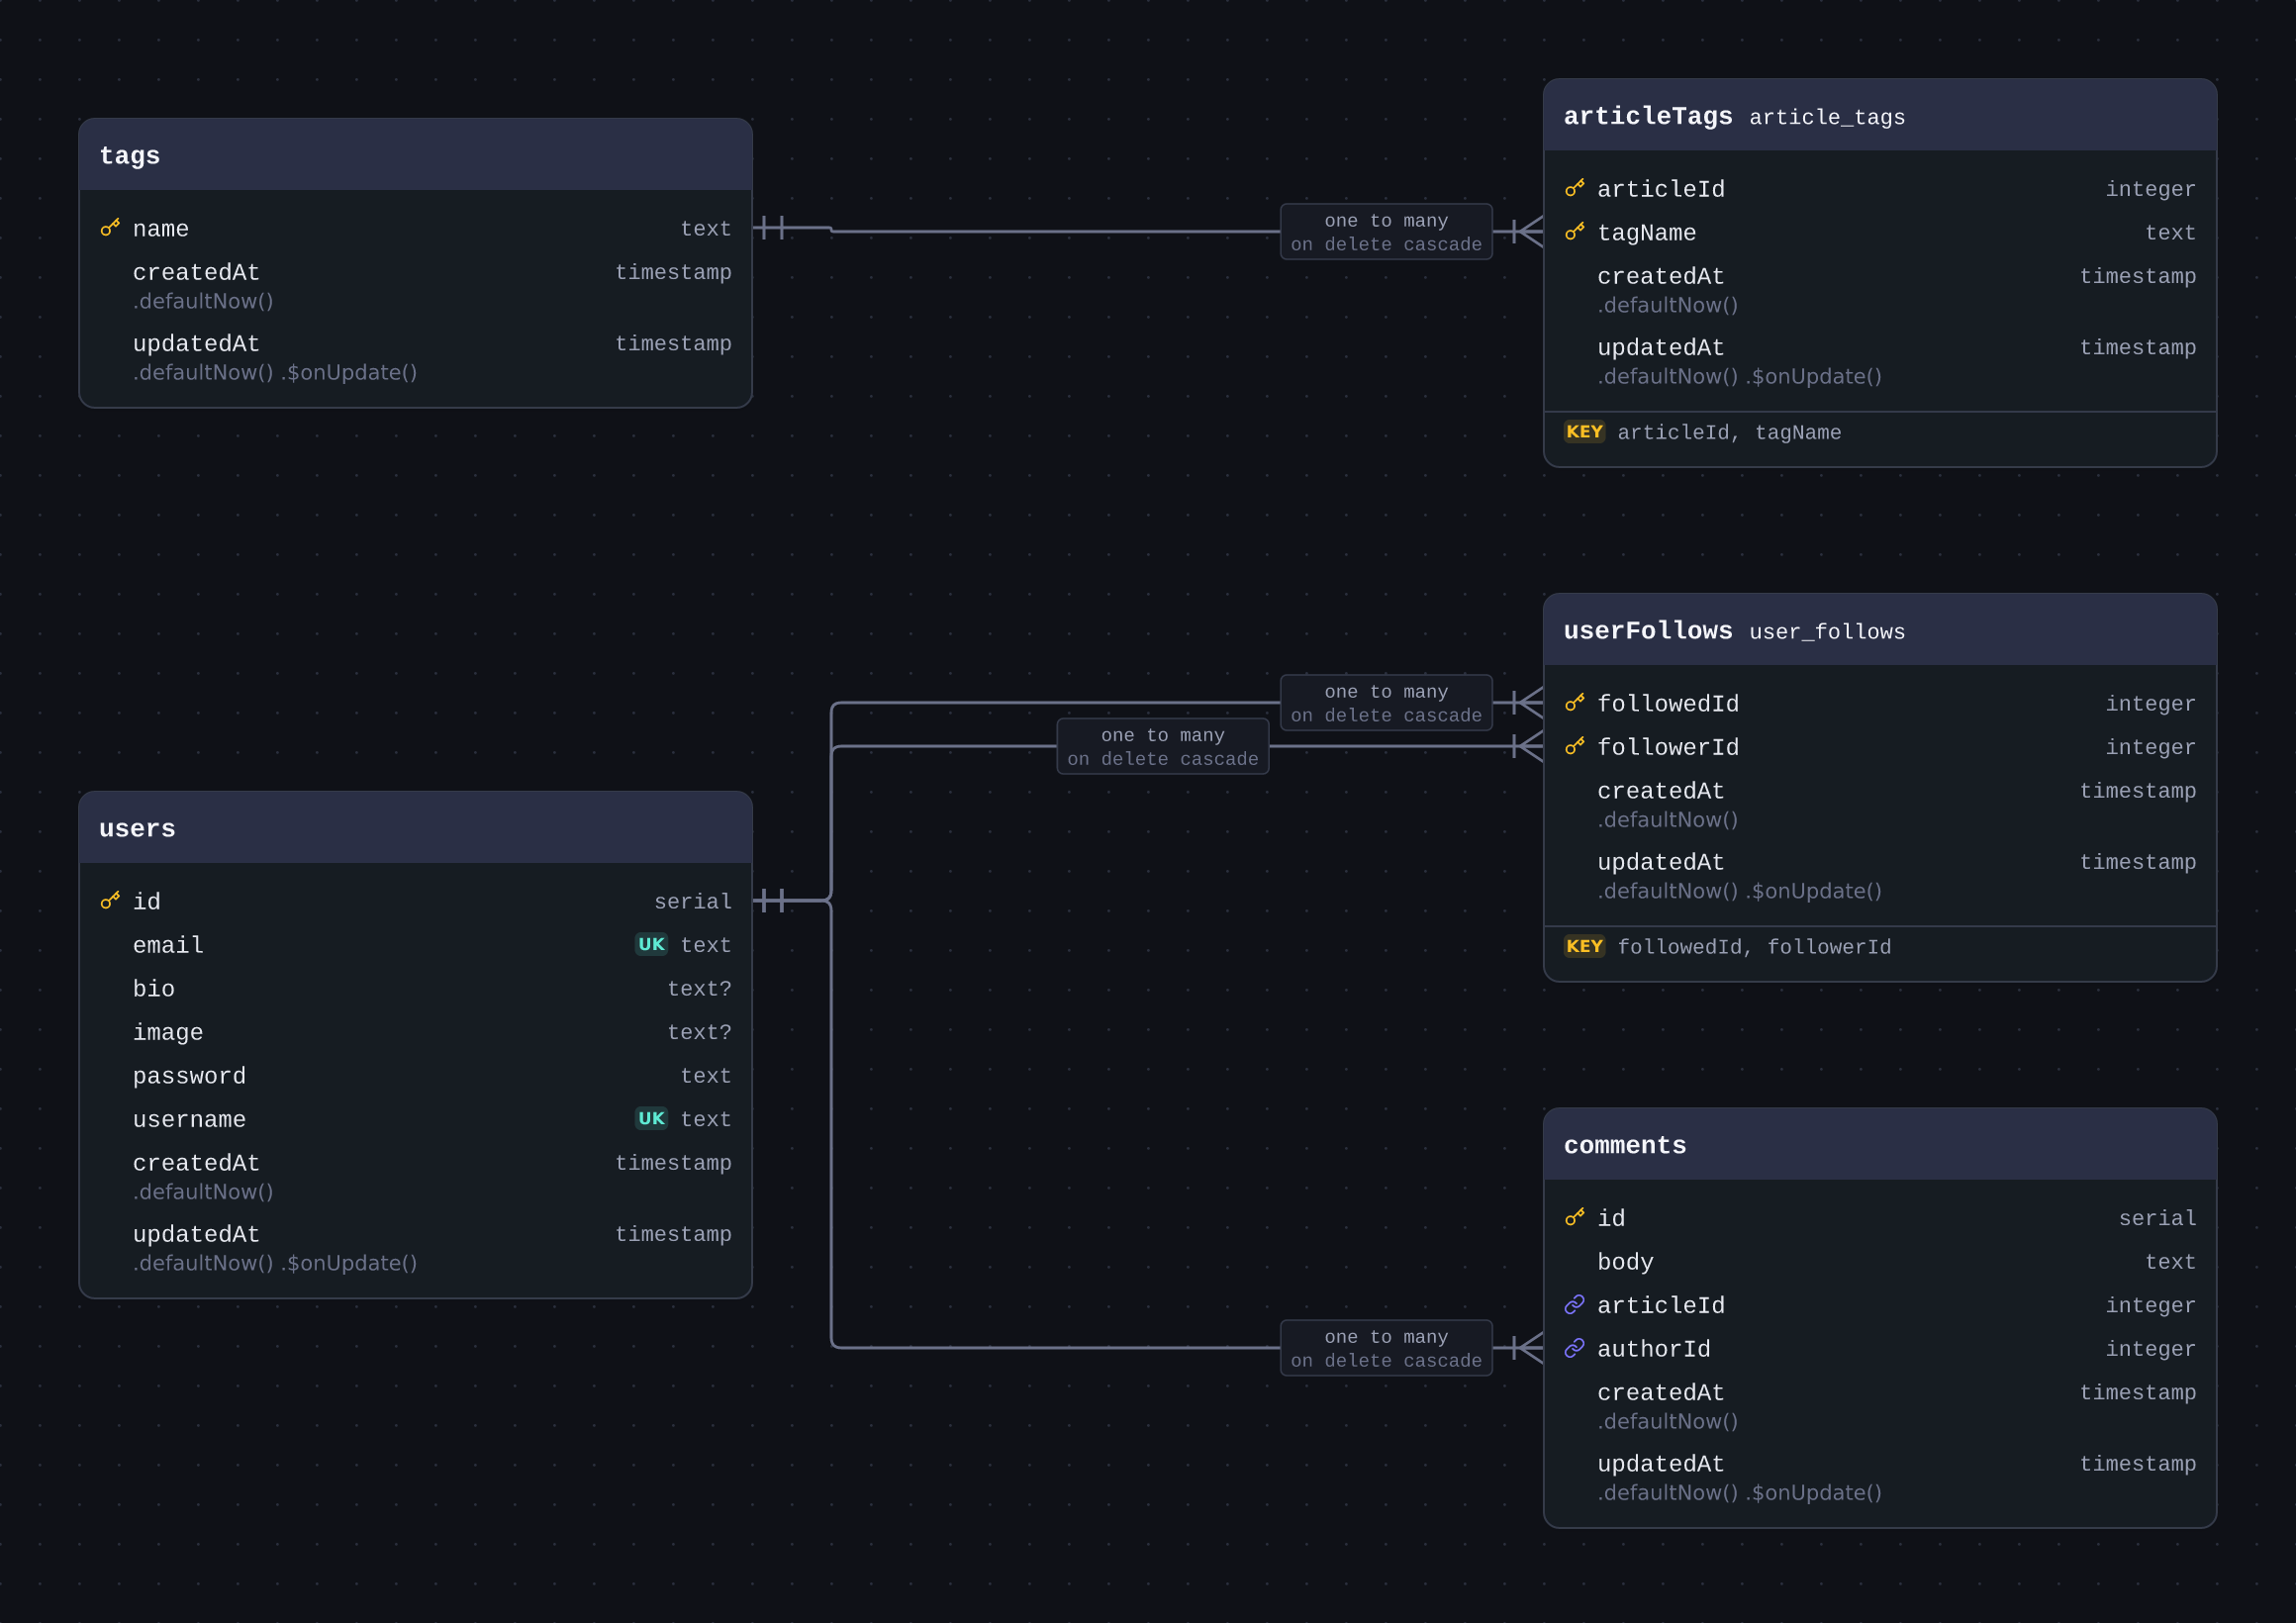 tags
name text
createdAt timestamp
.defaultNow()
updatedAt timestamp
.defaultNow() .$onUpdate()
one to many
on delete cascade
articleTags article_tags
articleId integer
tagName text
createdAt timestamp
.defaultNow()
updatedAt timestamp
.defaultNow() .$onUpdate()
KEY articleId, tagName
users
id serial
email UK text
bio text?
image text?
password text
username UK text
createdAt timestamp
.defaultNow()
updatedAt timestamp
.defaultNow() .$onUpdate()
one to many
on delete cascade
one to many
on delete cascade
userFollows user_follows
followedId integer
followerId integer
createdAt timestamp
.defaultNow()
updatedAt timestamp
.defaultNow() .$onUpdate()
KEY followedId, followerId
one to many
on delete cascade
comments
id serial
body text
articleId integer
authorId integer
createdAt timestamp
.defaultNow()
updatedAt timestamp
.defaultNow() .$onUpdate()